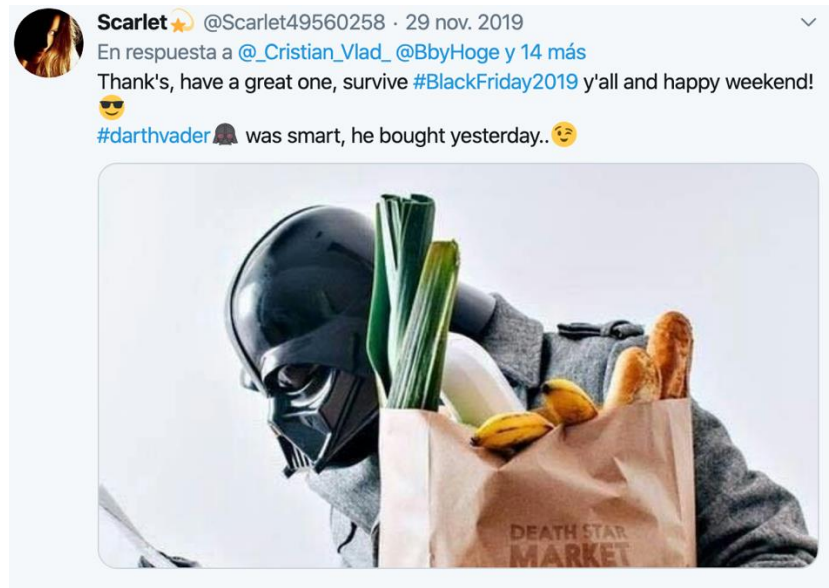 Scarlet💫 @Scarlet49560258 · 29 nov. 2019
En respuesta a @_Cristian_Vlad_ @BbyHoge y 14 más
Thank's, have a great one, survive #BlackFriday2019 y'all and happy weekend!
😎
#darthvader was smart, he bought yesterday..😉
DEATH STAR
MARKET